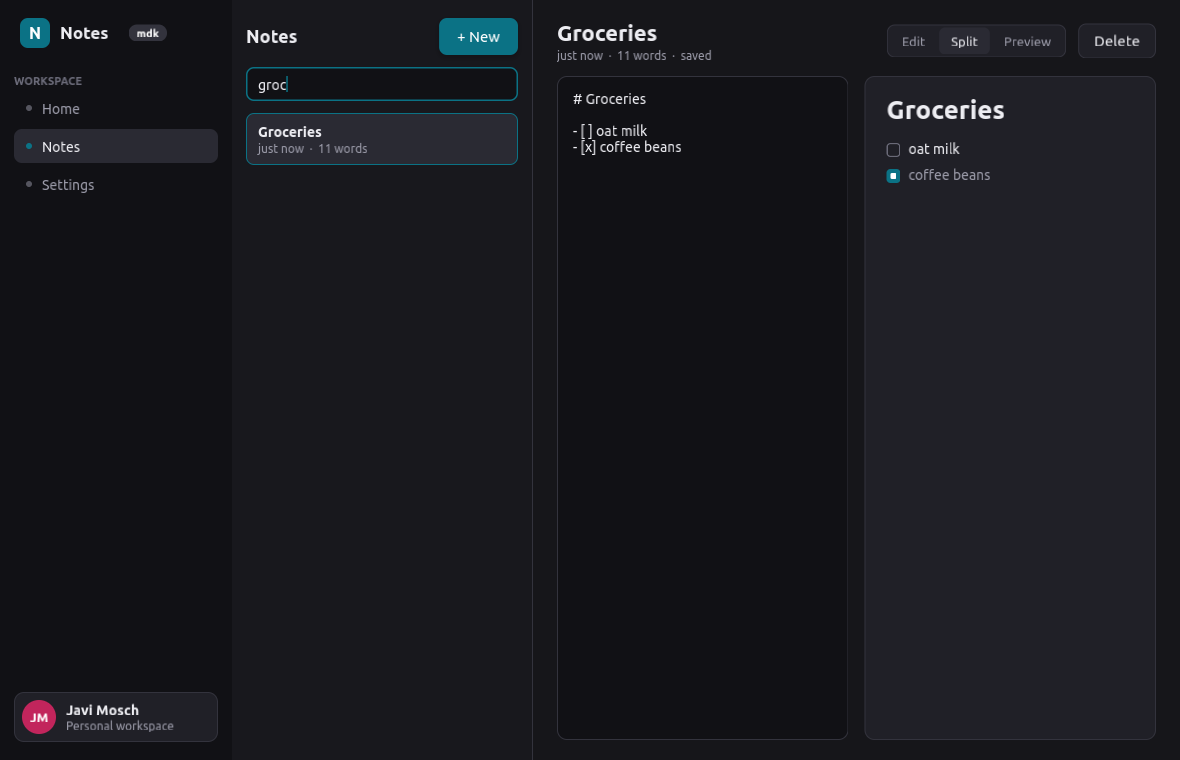 N Notes mdk
WORKSPACE
Home
Notes
Settings
JM
Javi Mosch
Personal workspace
Notes
+ New
groc
Groceries
just now · 11 words
Groceries
just now · 11 words · saved
Edit Split Preview
Delete
# Groceries
- [ ] oat milk
- [x] coffee beans
Groceries
oat milk
coffee beans